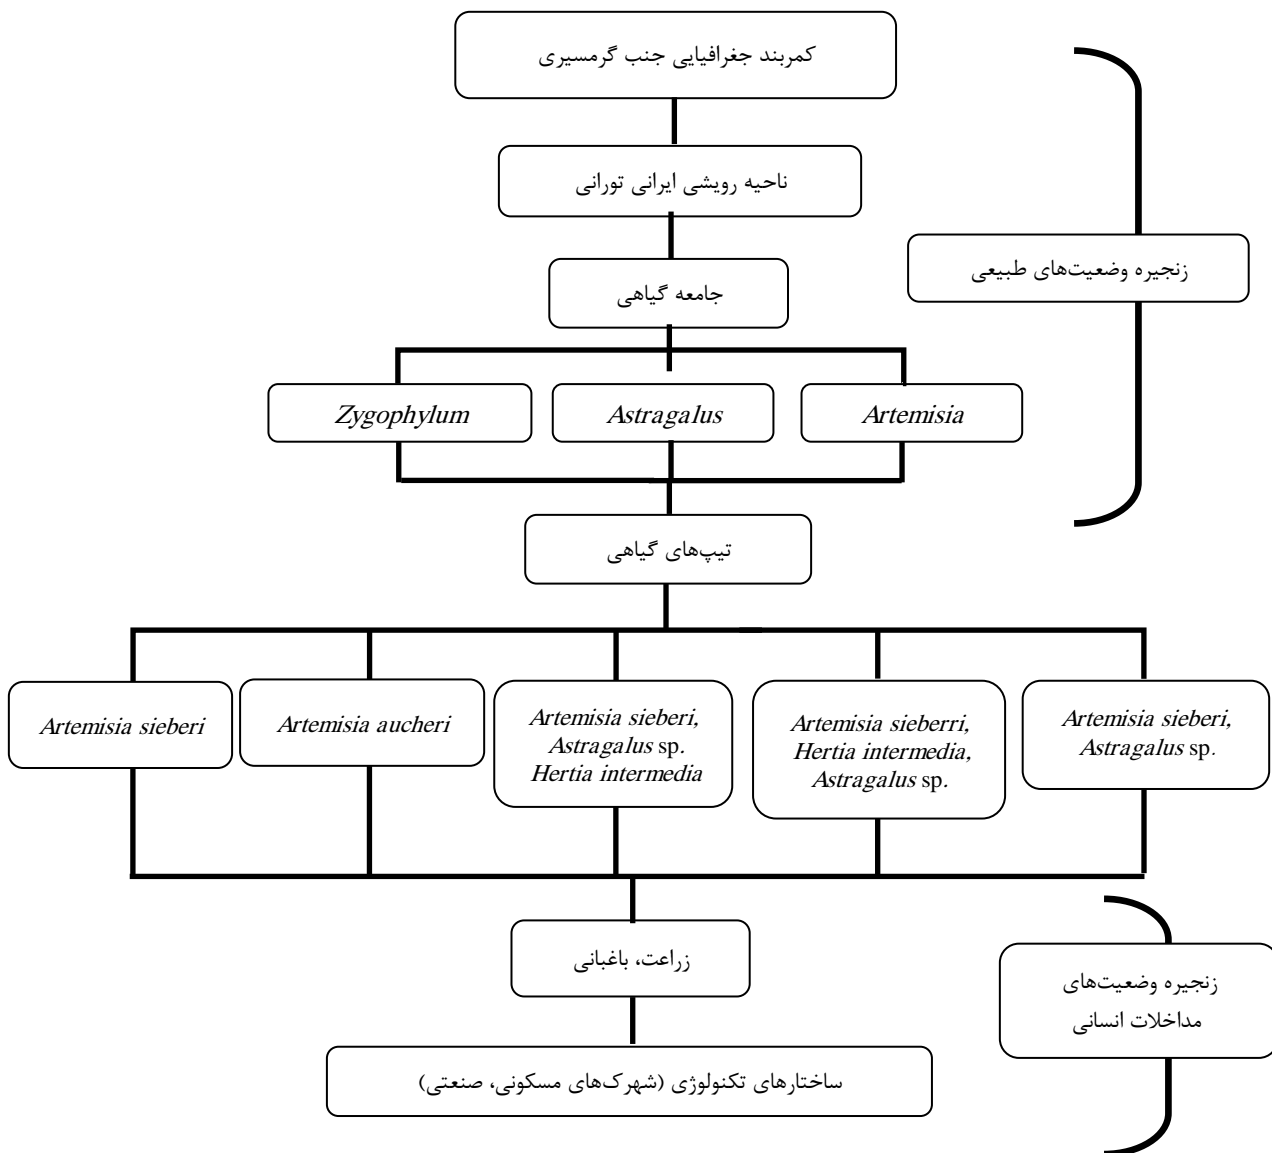 کمربند جغرافیایی جنب گرمسیری
ناحیه رویشی ایرانی تورانی
زنجیره وضعیت‌های طبیعی
جامعه گیاهی
Zygophylum
Astragalus
Artemisia
تیپ‌های گیاهی
Artemisia sieberi
Artemisia aucheri
Artemisia sieberi,
Astragalus sp.
Hertia intermedia
Artemisia sieberri,
Hertia intermedia,
Astragalus sp.
Artemisia sieberi,
Astragalus sp.
زراعت، باغبانی
زنجیره وضعیت‌های
مداخلات انسانی
ساختارهای تکنولوژی (شهرک‌های مسکونی، صنعتی)